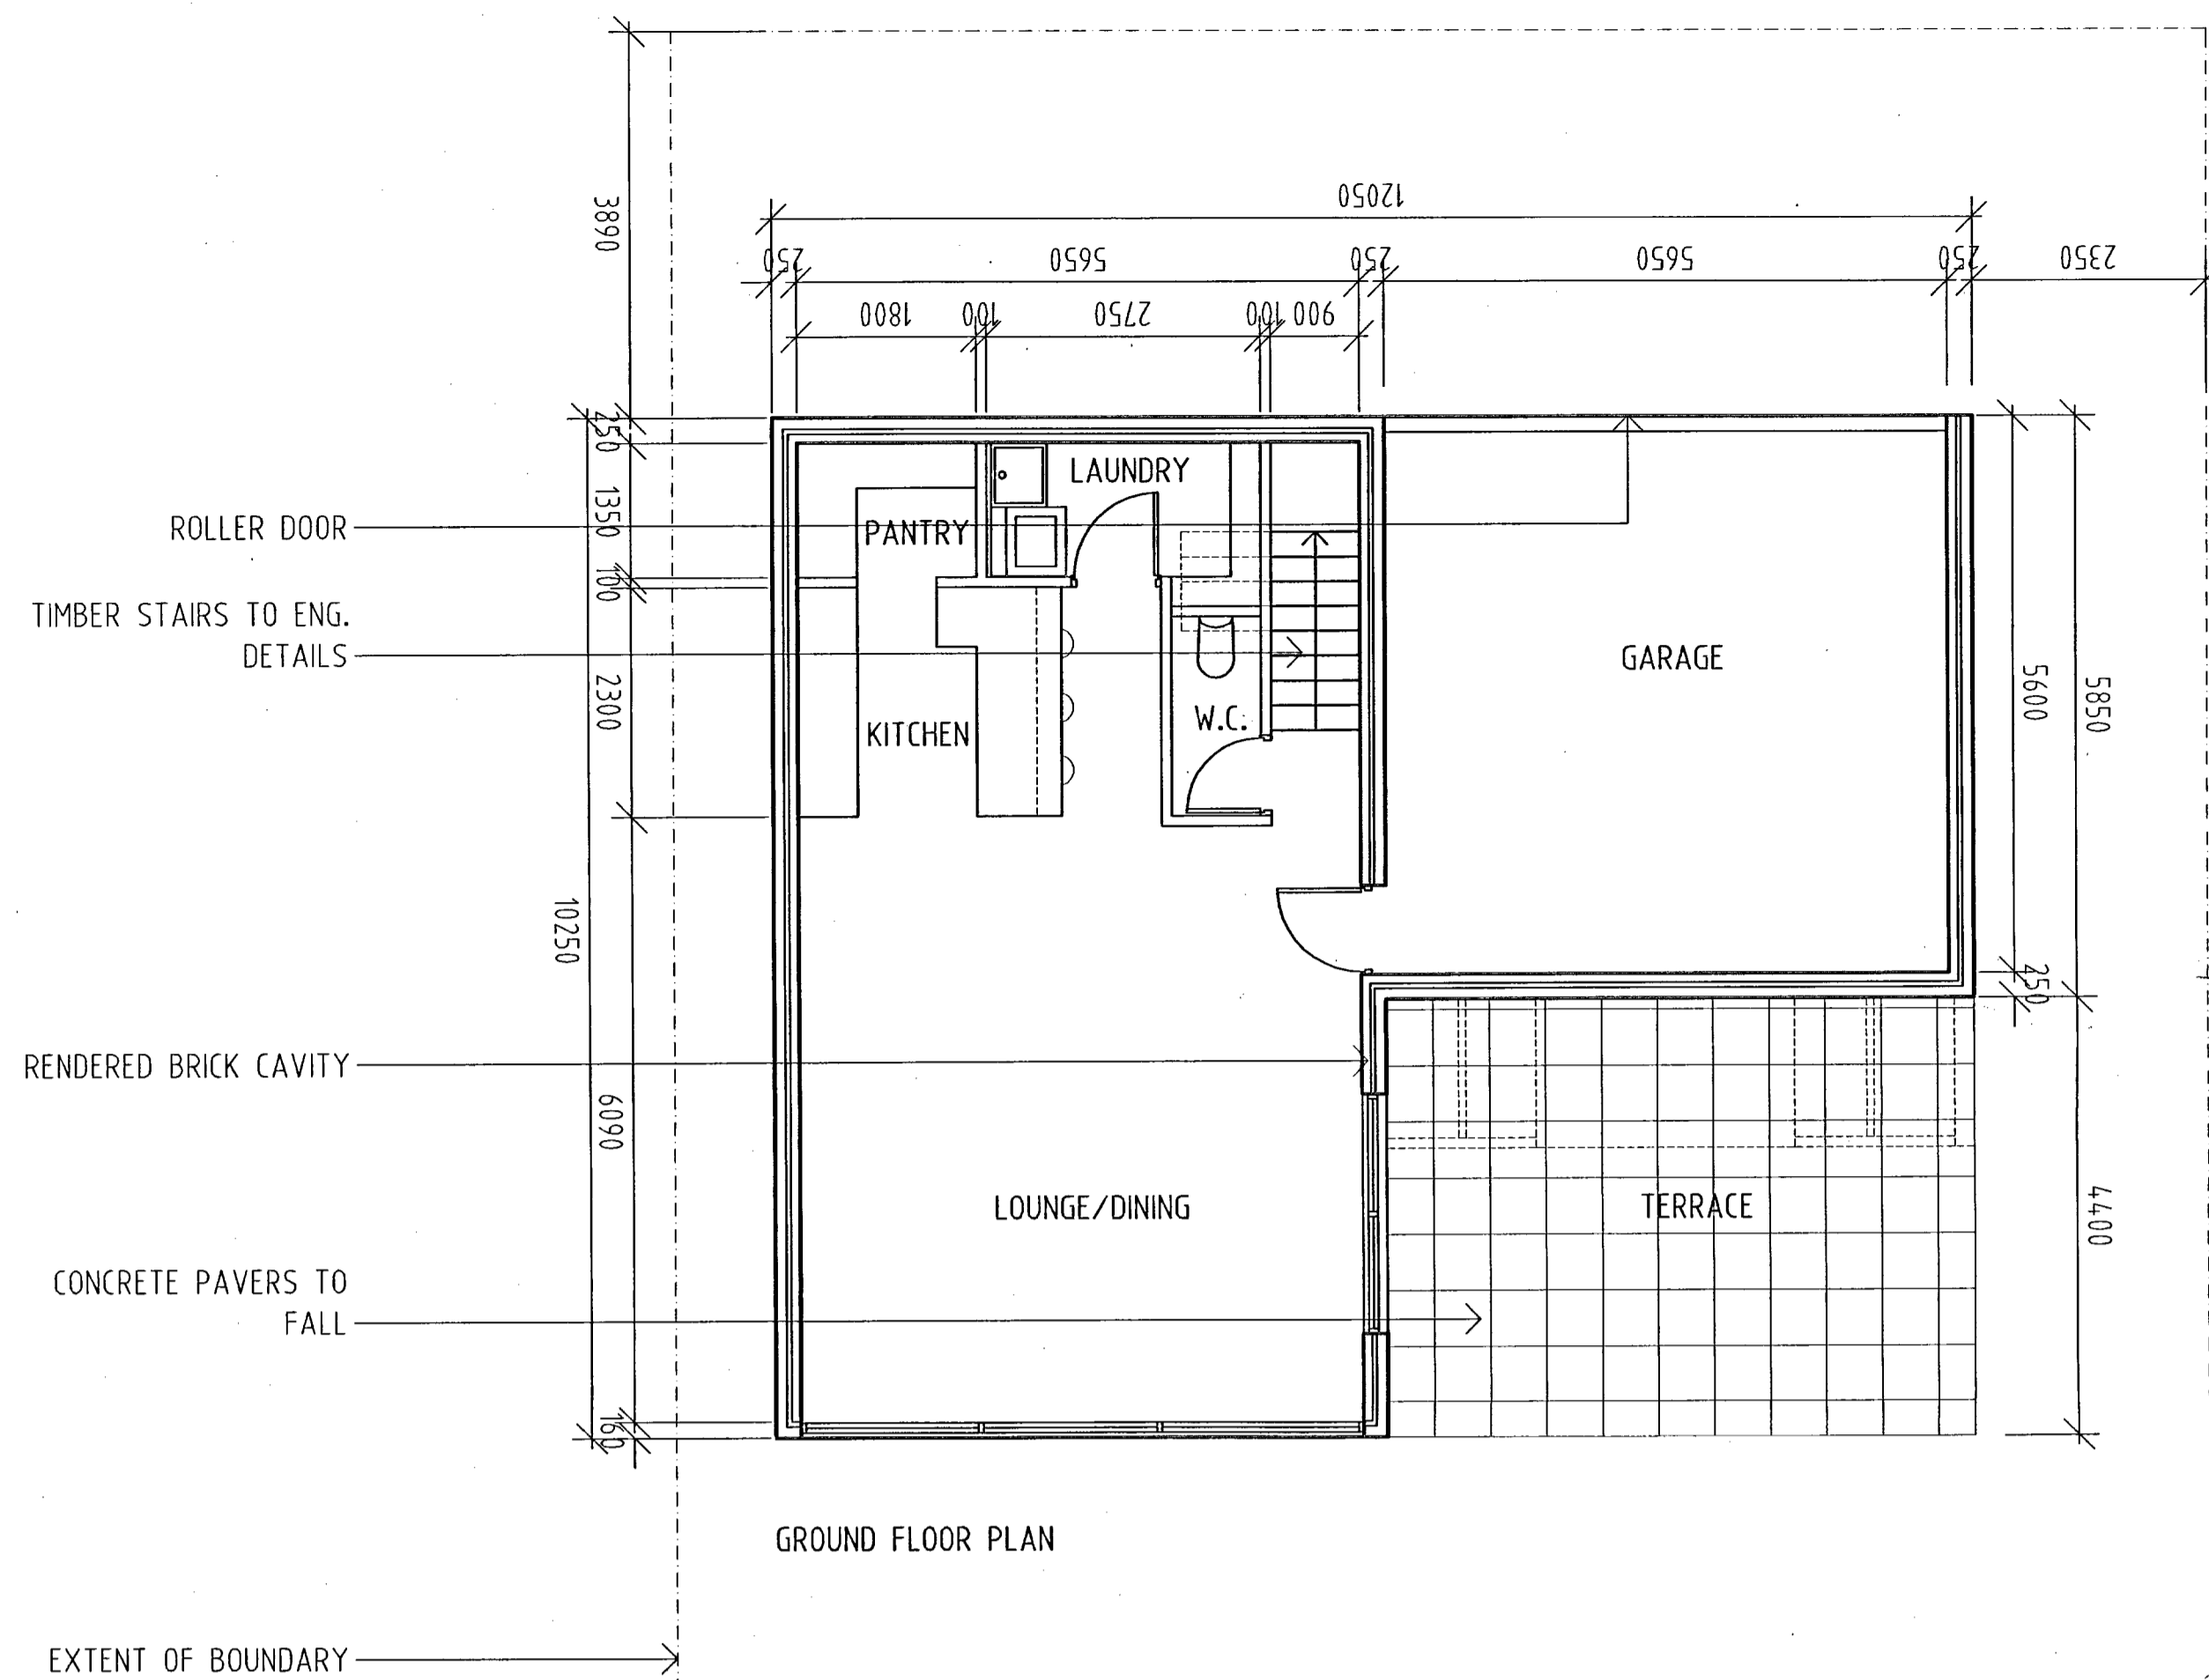 12050
250 5650 250 5650 250 2350
1800 100 2750 100 900
3890
250
1350
100
2300
6090
160
10250
5850
5600
250
4400
ROLLER DOOR
TIMBER STAIRS TO ENG.
DETAILS
RENDERED BRICK CAVITY
CONCRETE PAVERS TO
FALL
EXTENT OF BOUNDARY
LAUNDRY
PANTRY
KITCHEN
W.C.
GARAGE
LOUNGE/DINING
TERRACE
GROUND FLOOR PLAN